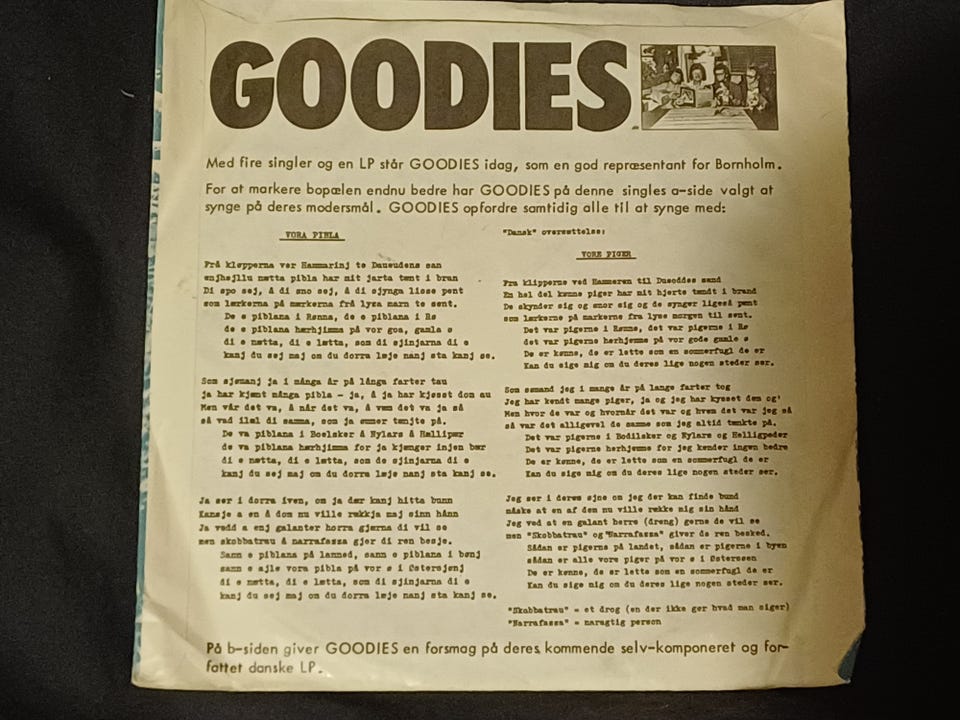 GOODIES
Med fire singler og en LP står GOODIES idag, som en god repræsentant for Bornholm.
For at markere bopælen endnu bedre har GOODIES på denne singles a-side valgt at
synge på deres modersmål. GOODIES opfordre samtidig alle til at synge med:
VORA PIBLA
Frå kløpperna ver Hammarinj te Daueudens san
enjhejllu nætta pibla har mit jarta tænt i bran
Di spo sej, å di sno sej, å di sjynga lisse pent
som lærkerna på markerna frå lysa marn te sent.
De e piblana i Rønna, de e piblana i Rø
de e piblana hærhjimma på vor goa, gamla ø
di e nætta, di e lætta, som di sjinjarna di e
kanj du sej maj om du dorra læje nanj sta kanj se.
Som sjømanj ja i många år på långa farter tau
ja har kjænt många pibla - ja, å ja har kjøsset dom au
Men vår det va, å når det va, å vem det va ja så
så vad ilæl di samma, som ja ømmer tænjte på.
De va piblana i Boelsker & Nylars & Hællipær
de va piblana hærhjimma for ja kjænger injen bær
di e nætta, di e lætta, som de sjinjarna di e
kanj du sej maj om du dorra læje nanj sta kanj se.
Ja ser i dorra iven, om ja dær kanj hitta bunn
Kansje a en å dom nu ville række maj sinn hånn
Ja vedd a enj galanter horra gjærna di vil se
men skobbatrau å narrafazza gjer di ren besje.
Sann e piblana på lanned, sann e piblana i bønj
sann e ajle vora pibla på vor ø i Østersjønj
di e nætta, di e lætta, som di sjinjarna di e
kanj du sej maj om du dorra læje nanj sta kanj se.
"Dansk" oversættelse:
VORE PIGER
Fra klipperne ved Hammeren til Dueoddes sand
En hel del kønne piger har mit hjerte tændt i brand
De skynder sig og snor sig og de synger ligeså pænt
som lærkerne på markerne fra lyse morgen til sent.
Det var pigerne i Rønne, det var pigerne i Rø
det var pigerne herhjemme på vor gode gamle ø
De er kønne, de er lette som en sommerfugl de er
Kan du sige mig om du deres lige nogen steder ser.
Som sømand jeg i mange år på lange farter tog
Jeg har kendt mange piger, ja og jeg har kysset dem og'
Men hvor de var og hvornår det var og hvem det var jeg så
så var det alligevel de samme som jeg altid tænkte på.
Det var pigerne i Bodilsker og Nylars og Helligpeder
Det var pigerne herhjemme for jeg kender ingen bedre
De er kønne, de er lette som en sommerfugl de er
Kan du sige mig om du deres lige nogen steder ser.
Jeg ser i deres øjne om jeg der kan finde bund
måske at en af dem nu ville række mig sin hånd
Jeg ved at en galant herre (dreng) gerne de vil se
men "Skobbatrau" og "Narrafazza" giver de ren besked.
Sådan er pigerne på landet, sådan er pigerne i byen
sådan er alle vore piger på vor ø i Østersøen
De er kønne, de er lette som en sommerfugl de er
Kan du sige mig om du deres lige nogen steder ser.
"Skobbatrau" = et drog (en der ikke gør hvad man siger)
"Narrafazza" = naragtig person
På b-siden giver GOODIES en forsmag på deres kommende selv-komponeret og for-
fattet danske LP.